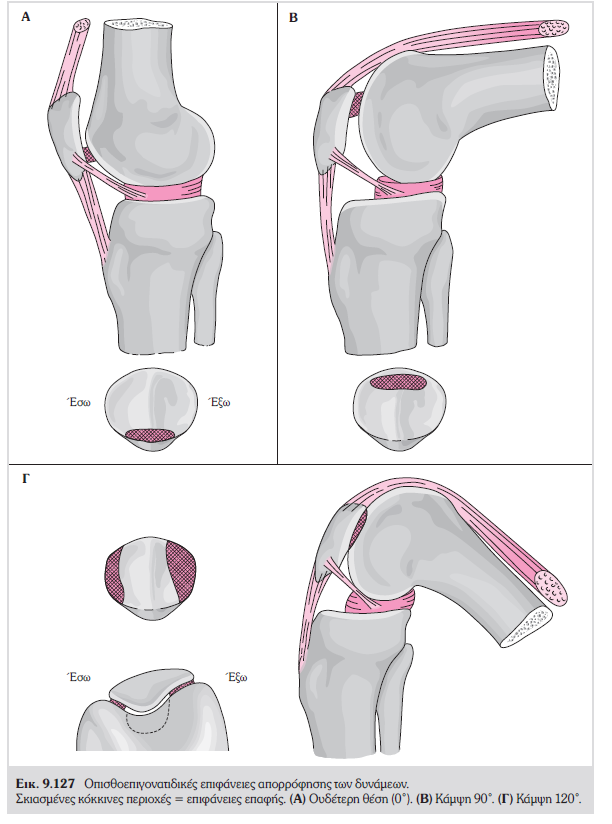 Α
Β
Έσω
Έξω
Γ
Έσω
Έξω
Εικ. 9.127 Οπισθοεπιγονατιδικές επιφάνειες απορρόφησης των δυνάμεων.
Σκιασμένες κόκκινες περιοχές = επιφάνειες επαφής. (Α) Ουδέτερη θέση (0°). (Β) Κάμψη 90°. (Γ) Κάμψη 120°.